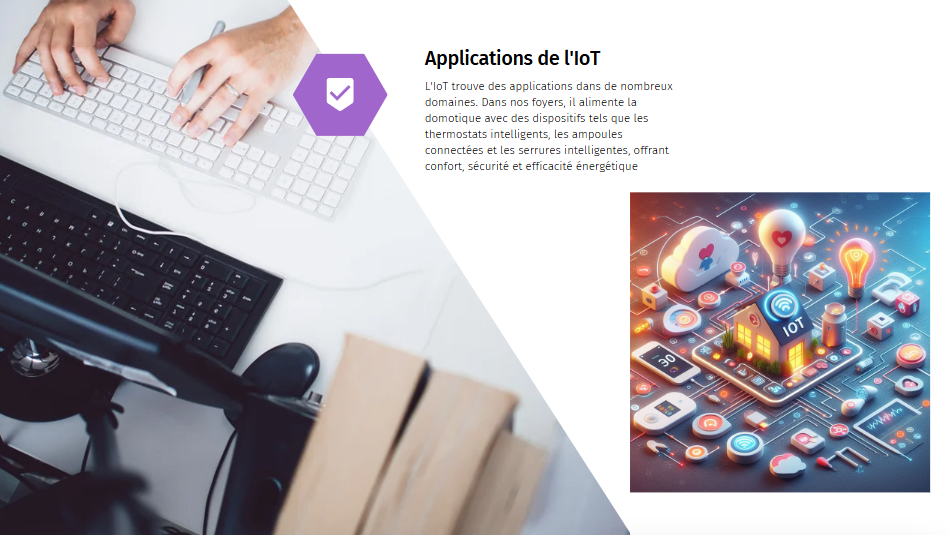 Applications de l'IoT
L'IoT trouve des applications dans de nombreux
domaines. Dans nos foyers, il alimente la
domotique avec des dispositifs tels que les
thermostats intelligents, les ampoules
connectées et les serrures intelligentes, offrant
confort, sécurité et efficacité énergétique
IOT
30